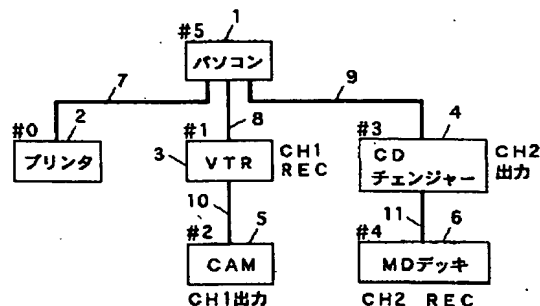 #5 1
パソコン
7 9
#0 2
プリンタ
8
#1
3 VTR CH1
REC
#3 4
CD
チェンジャー
CH2
出力
10
#2 5
CAM
CH1出力
11 6
#4
MDデッキ
CH2 REC